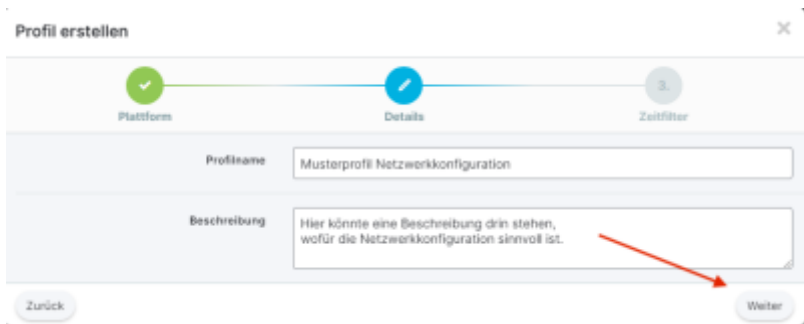 Profil erstellen
3.
Plattform
Details
Zeitfilter
Profilname
Musterprofil Netzwerkkonfiguration
Beschreibung
Hier könnte eine Beschreibung drin stehen,
wofür die Netzwerkkonfiguration sinnvoll ist.
Zurück
Weiter